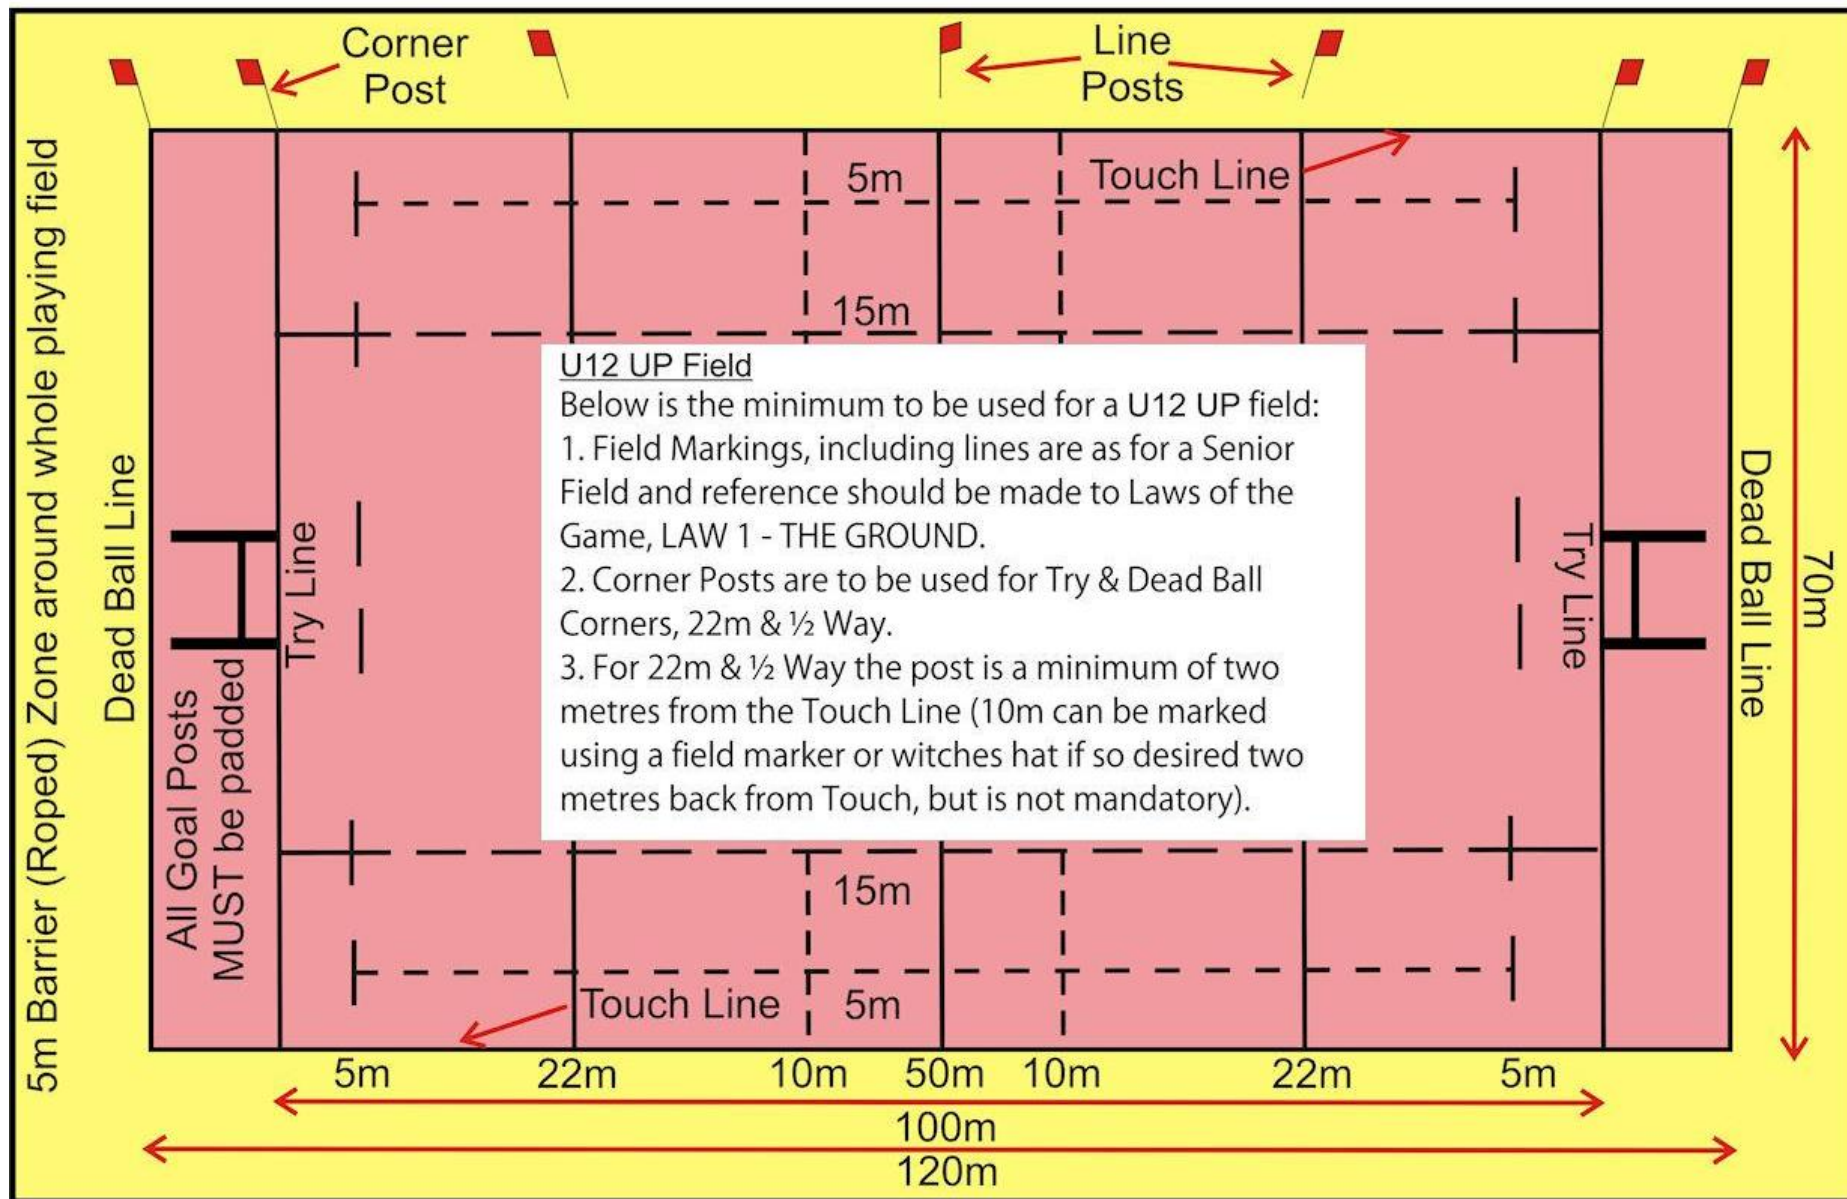 Corner
Post
Line
Posts
5m Barrier (Roped) Zone around whole playing field
5m
Touch Line
15m
U12 UP Field
Below is the minimum to be used for a U12 UP field:
1. Field Markings, including lines are as for a Senior
Field and reference should be made to Laws of the
Game, LAW 1 - THE GROUND.
2. Corner Posts are to be used for Try & Dead Ball
Corners, 22m & ½ Way.
3. For 22m & ½ Way the post is a minimum of two
metres from the Touch Line (10m can be marked
using a field marker or witches hat if so desired two
metres back from Touch, but is not mandatory).
Dead Ball Line
Try Line
All Goal Posts
MUST be padded
Try Line
Dead Ball Line
70m
15m
Touch Line
5m
5m 22m 10m 50m 10m 22m 5m
100m
120m